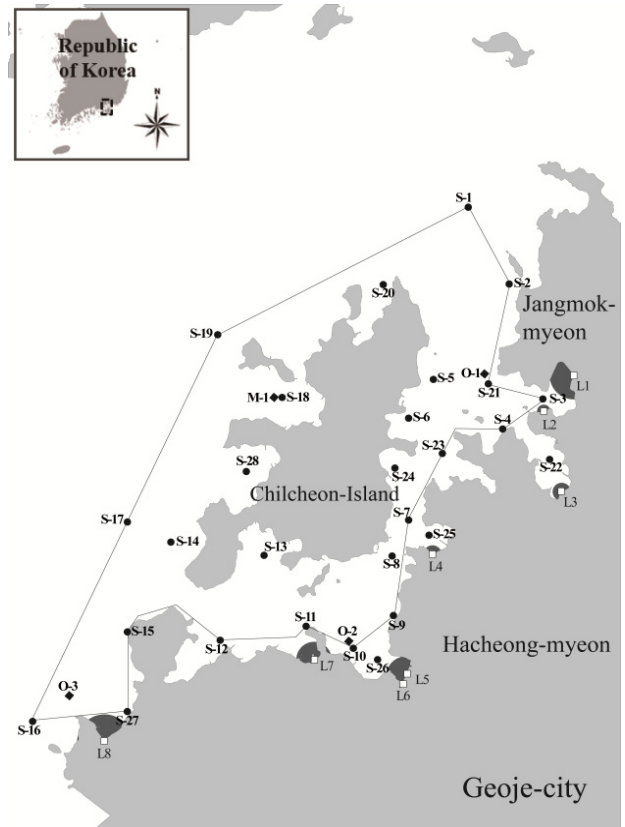 Republic
of Korea
N
S-1
S-2
S-20
Jangmok-
myeon
S-19
O-1
S-5
S-21
L1
M-1
S-18
S-3
S-6
L2
S-4
S-23
S-28
S-24
S-22
Chilcheon-Island
L3
S-17
S-7
S-25
S-14
S-13
S-8
L4
S-9
S-15
S-11
O-2
S-12
S-10
Hacheong-myeon
S-26
L7
L5
O-3
L6
S-27
S-16
L8
Geoje-city